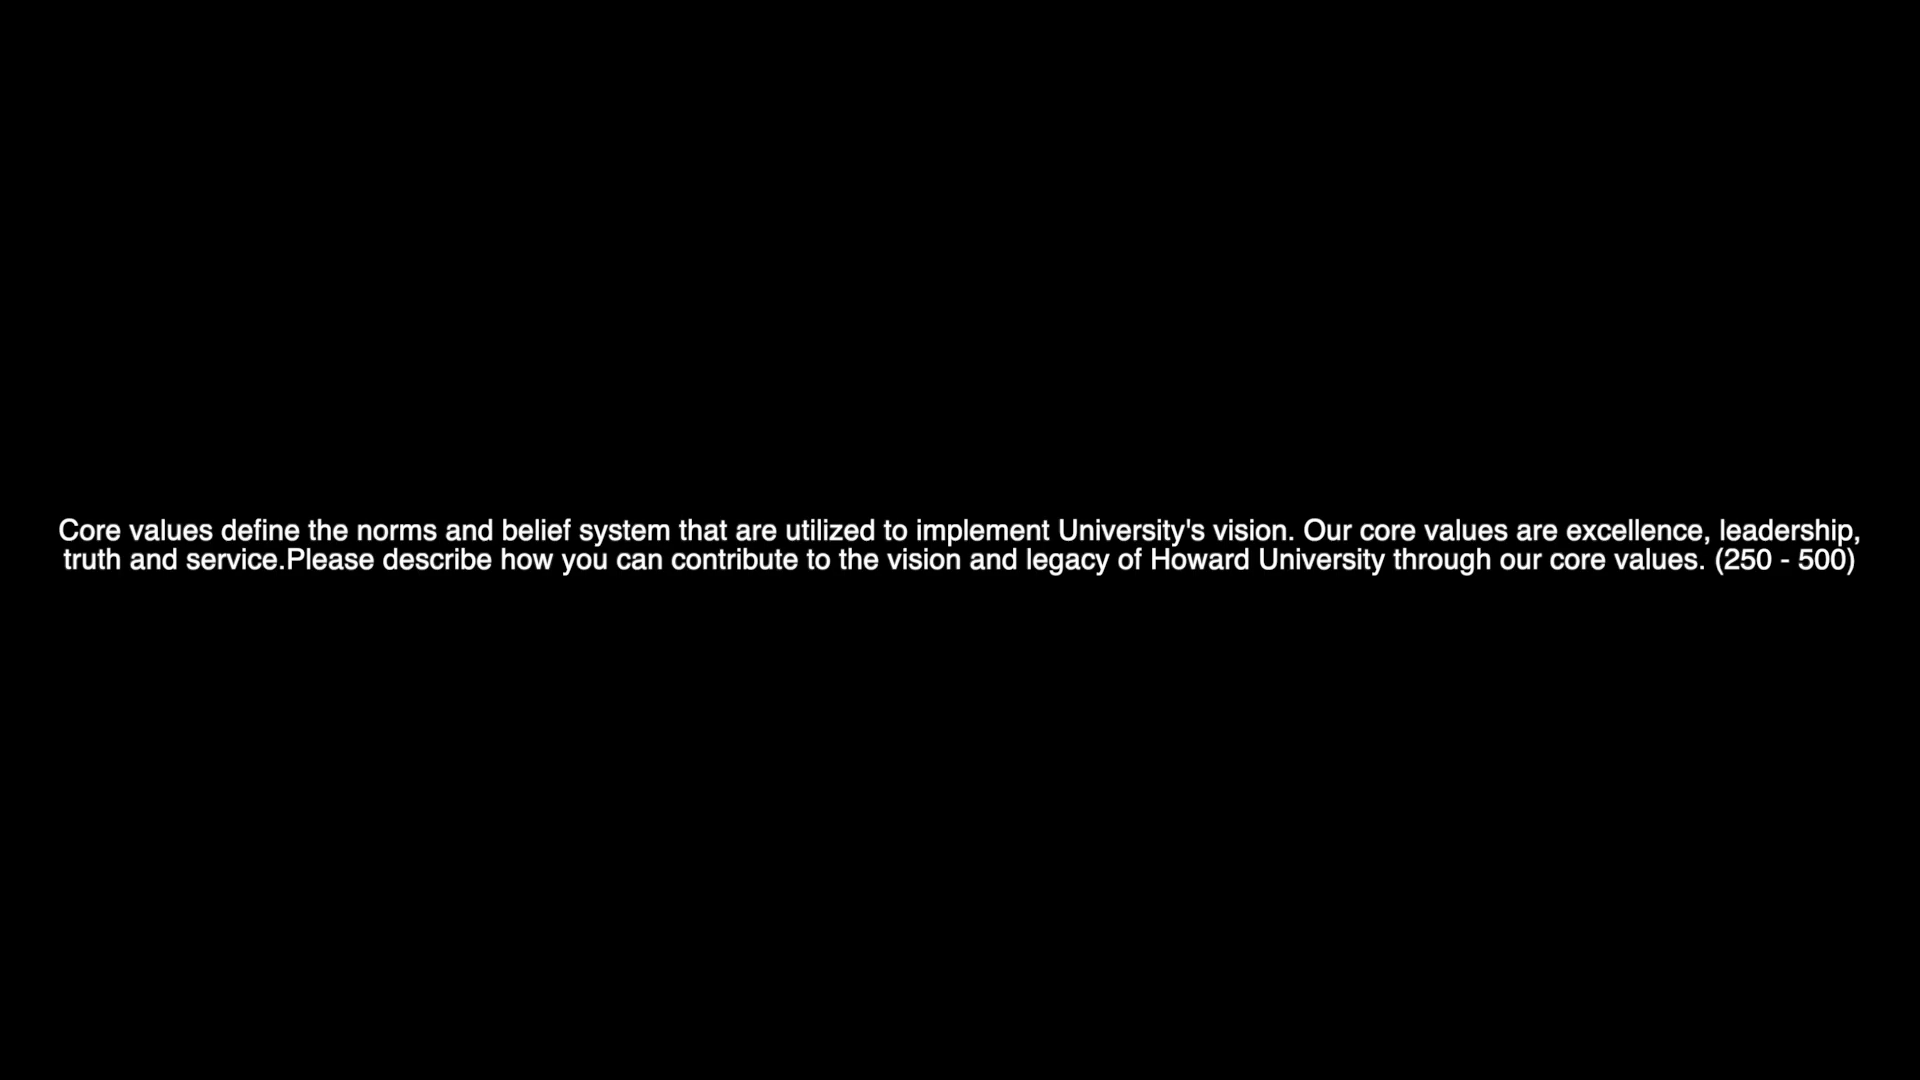 Core values define the norms and belief system that are utilized to implement University's vision. Our core values are excellence, leadership,
truth and service.Please describe how you can contribute to the vision and legacy of Howard University through our core values. (250 - 500)